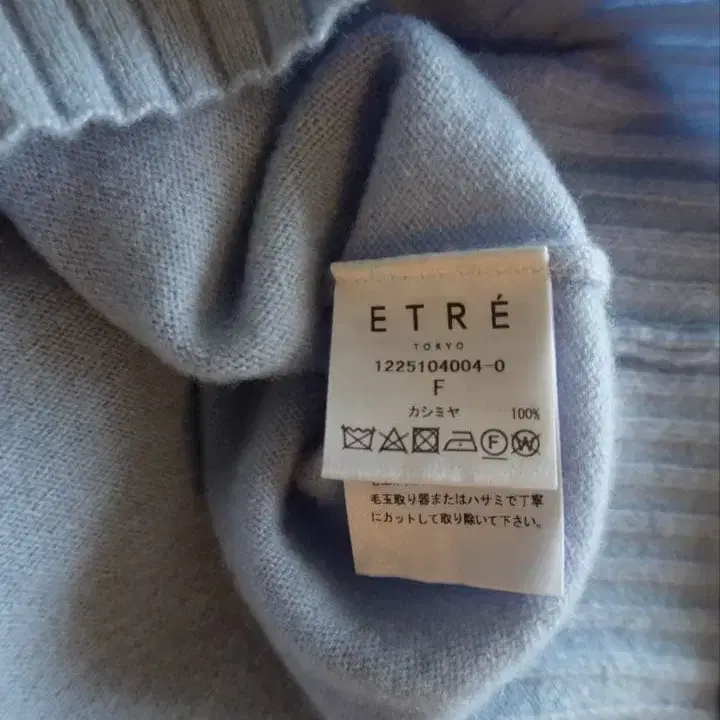 ETRÉ
TOKYO
1225104004-0
F
カシミヤ 100%
F W
毛玉取り器またはハサミで丁寧
にカットして取り除いて下さい。